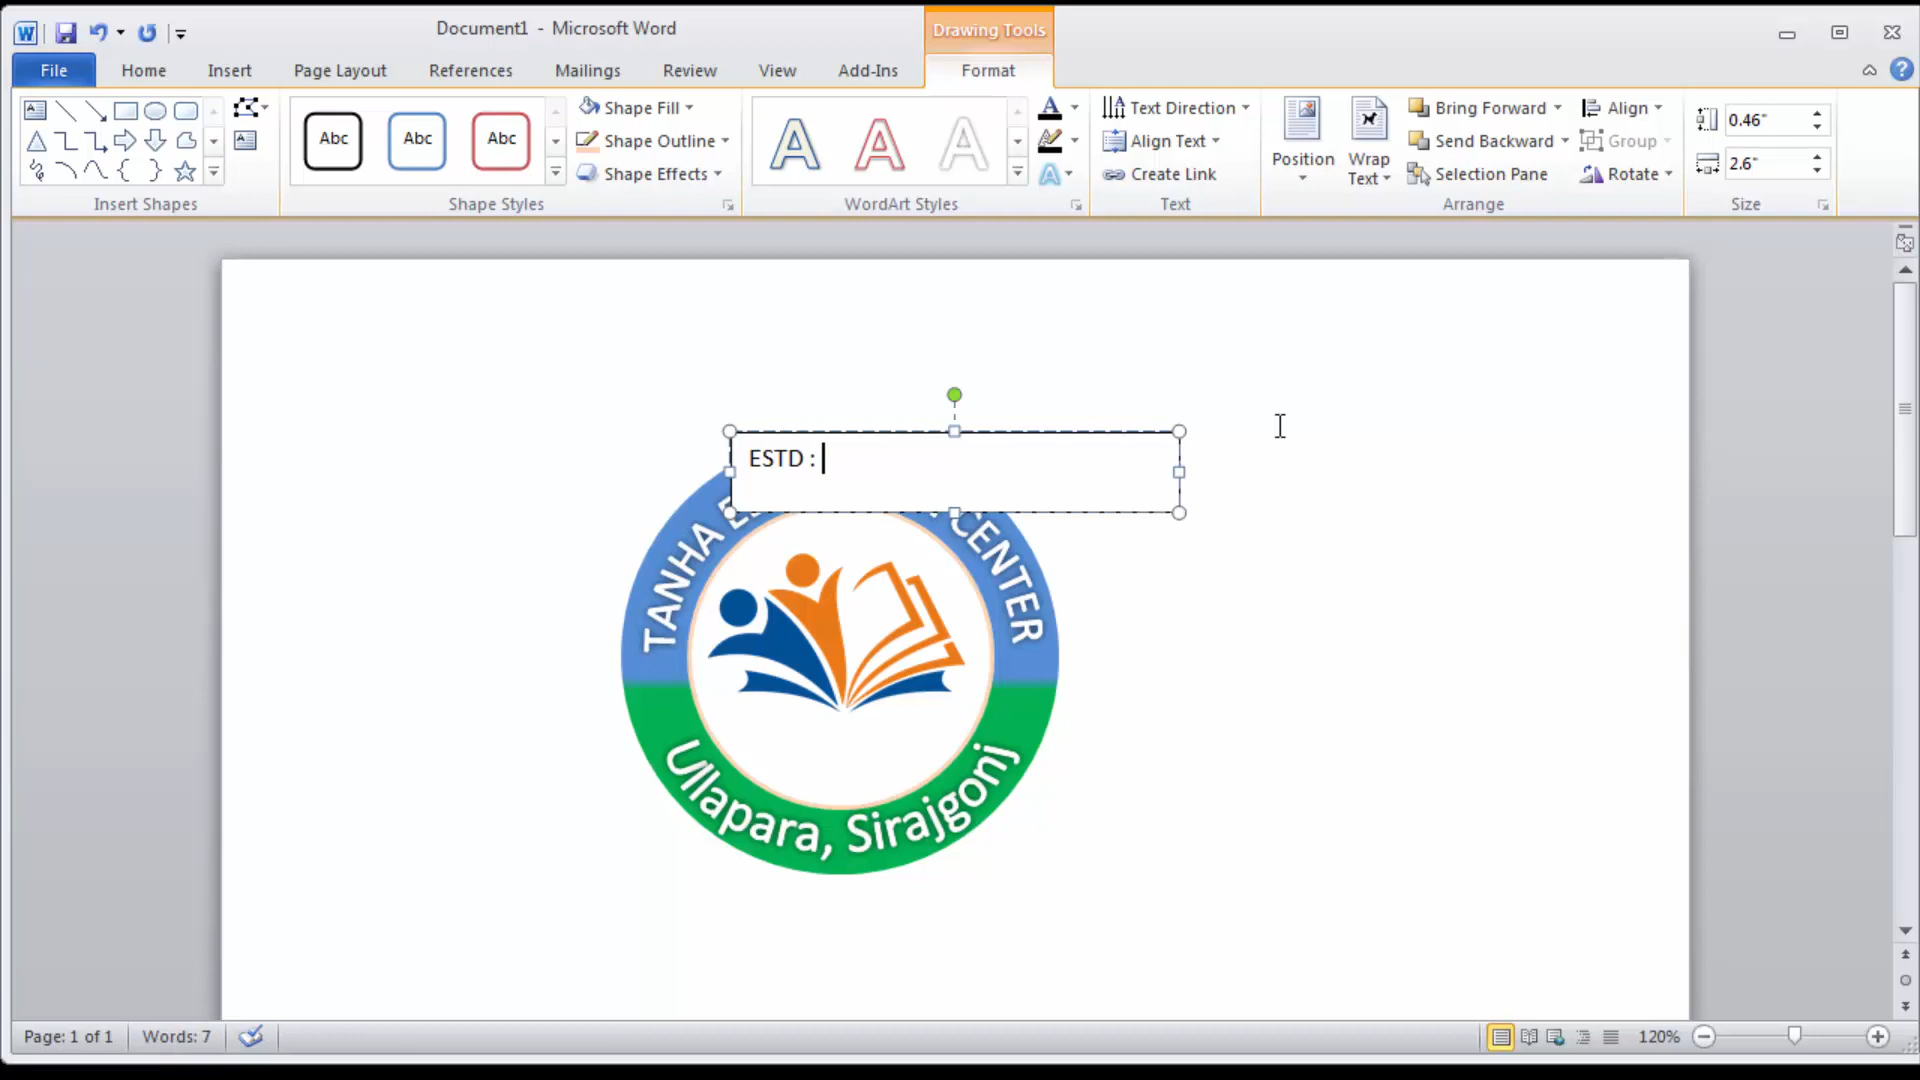 Document1 - Microsoft Word
Drawing Tools
File Home Insert Page Layout References Mailings Review View Add-Ins Format
Abc Abc Abc
Shape Fill
Shape Outline
Shape Effects
A A A
Text Direction
Align Text
Create Link
Position
Wrap Text
Bring Forward
Send Backward
Selection Pane
Align
Group
Rotate
0.46"
2.6"
Insert Shapes Shape Styles WordArt Styles Text Arrange Size
ESTD :
TANHA E CENTER
Ullapara, Sirajgonj
Page: 1 of 1 Words: 7 120%